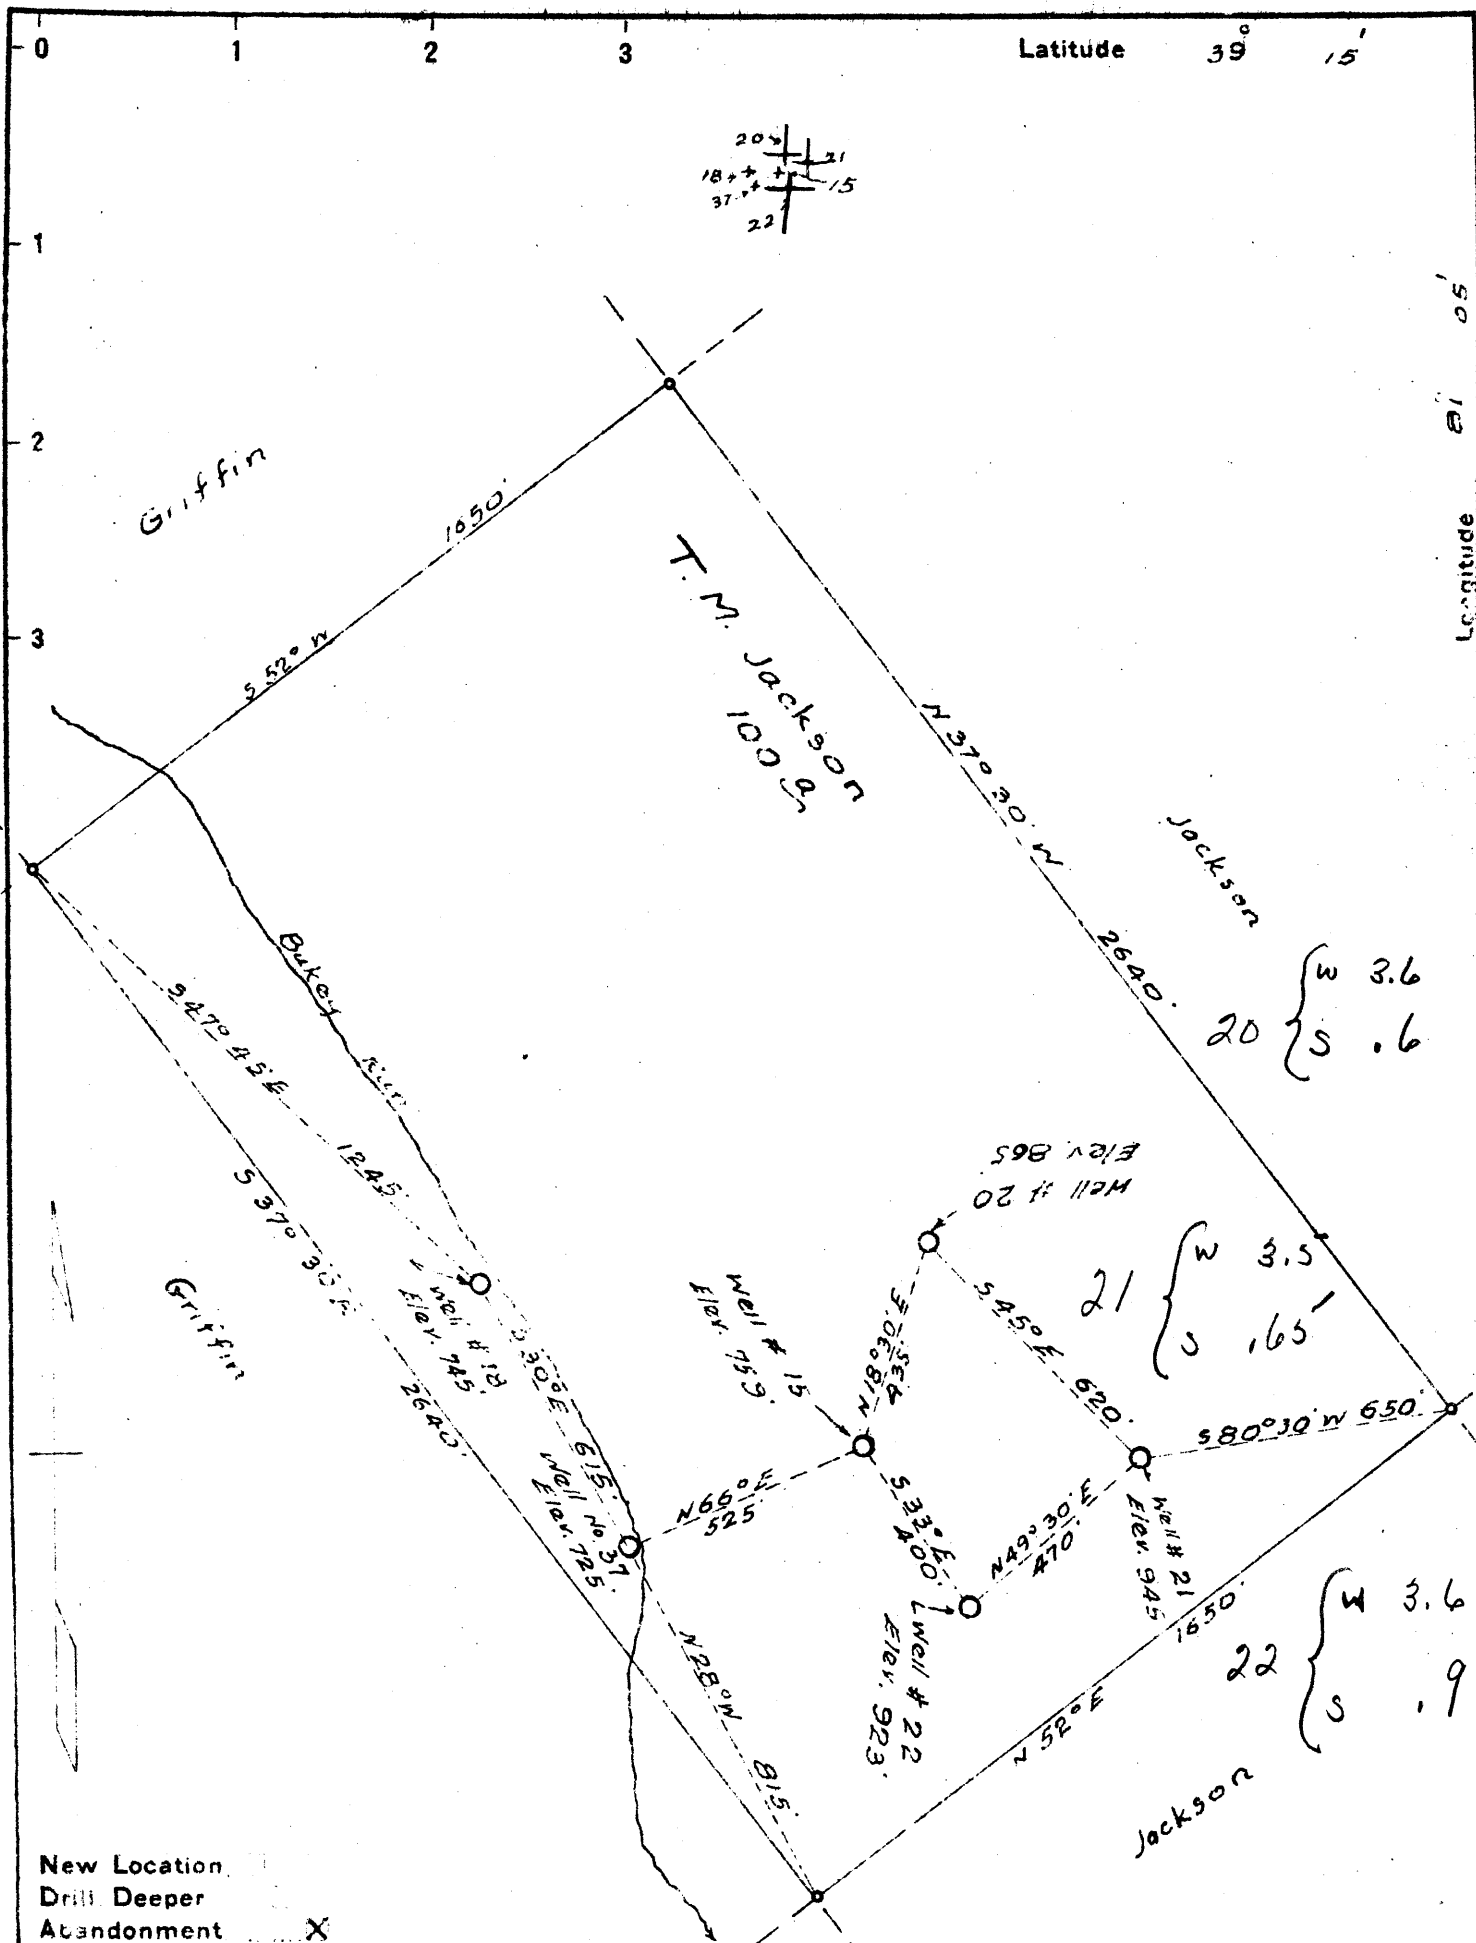 0 1 2 3 Latitude 39° 15'
1
2
3
Longitude 81 05'
20
21
18
15
37
22
Griffin
1650'
S 52° W
T. M. Jackson
100 a
N 37° 30' W
2640'
Jackson
20 { W 3.6
S .6
Bukey Run
S 47° 45' E
1245'
S 37° 30' E
2640'
Griffin
Well # 18
Elev. 745'
S 30° E 615'
Well No. 37
Elev. 725'
Well # 15
Elev. 759'
Well # 20
Elev. 865
N 18° 30' E
435'
S 45° E 620'
21 { W 3.5
S .65'
S 80° 30' W 650'
N 66° E
525'
S 33° E
400'
N 49° 30' E
470'
Well # 21
Elev. 945
Well # 22
Elev. 923'
N 28° W
815'
1650'
N 52° E
22 { W 3.6
S .9
Jackson
New Location
Drill Deeper
Abandonment X